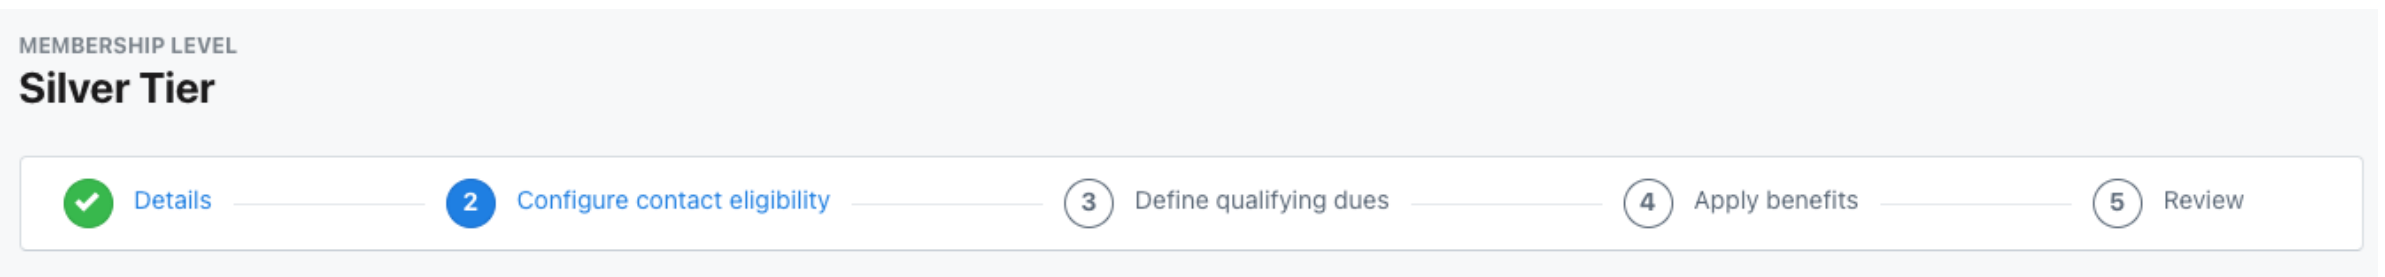 MEMBERSHIP LEVEL
Silver Tier
Details 2 Configure contact eligibility 3 Define qualifying dues 4 Apply benefits 5 Review